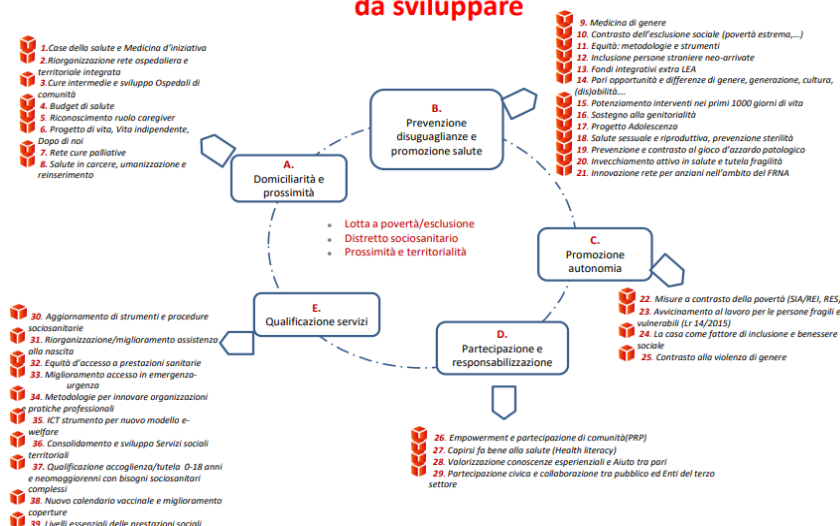 da sviluppare
1.Case della salute e Medicina d'iniziativa
2.Riorganizzazione rete ospedaliera e
territoriale integrata
3.Cure intermedie e sviluppo Ospedali di
comunità
4. Budget di salute
5. Riconoscimento ruolo caregiver
6. Progetto di vita, Vita indipendente,
Dopo di noi
7. Rete cure palliative
8. Salute in carcere, umanizzazione e
reinserimento
9. Medicina di genere
10. Contrasto dell'esclusione sociale (povertà estrema,…)
11. Equità: metodologie e strumenti
12. Inclusione persone straniere neo-arrivate
13. Fondi integrativi extra LEA
14. Pari opportunità e differenze di genere, generazione, cultura,
(dis)abilità….
15. Potenziamento interventi nei primi 1000 giorni di vita
16. Sostegno alla genitorialità
17. Progetto Adolescenza
18. Salute sessuale e riproduttiva, prevenzione sterilità
19. Prevenzione e contrasto al gioco d'azzardo patologico
20. Invecchiamento attivo in salute e tutela fragilità
21. Innovazione rete per anziani nell'ambito del FRNA
B.
Prevenzione
disuguaglianze e
promozione salute
A.
Domiciliarità e
prossimità
Lotta a povertà/esclusione
Distretto sociosanitario
Prossimità e territorialità
C.
Promozione
autonomia
22. Misure a contrasto della povertà (SIA/REI, RES)
23. Avvicinamento al lavoro per le persone fragili e
vulnerabili (Lr 14/2015)
24. La casa come fattore di inclusione e benessere
sociale
25. Contrasto alla violenza di genere
E.
Qualificazione servizi
D.
Partecipazione e
responsabilizzazione
26. Empowerment e partecipazione di comunità(PRP)
27. Capirsi fa bene alla salute (Health literacy)
28. Valorizzazione conoscenze esperienziali e Aiuto tra pari
29. Partecipazione civica e collaborazione tra pubblico ed Enti del terzo
settore
30. Aggiornamento di strumenti e procedure
sociosanitarie
31. Riorganizzazione/miglioramento assistenza
alla nascita
32. Equità d'accesso a prestazioni sanitarie
33. Miglioramento accesso in emergenza-
urgenza
34. Metodologie per innovare organizzazioni
e pratiche professionali
35. ICT strumento per nuovo modello e-
welfare
36. Consolidamento e sviluppo Servizi sociali
territoriali
37. Qualificazione accoglienza/tutela 0-18 anni
e neomaggiorenni con bisogni sociosanitari
complessi
38. Nuovo calendario vaccinale e miglioramento
coperture
39. Livelli essenziali delle prestazioni sociali